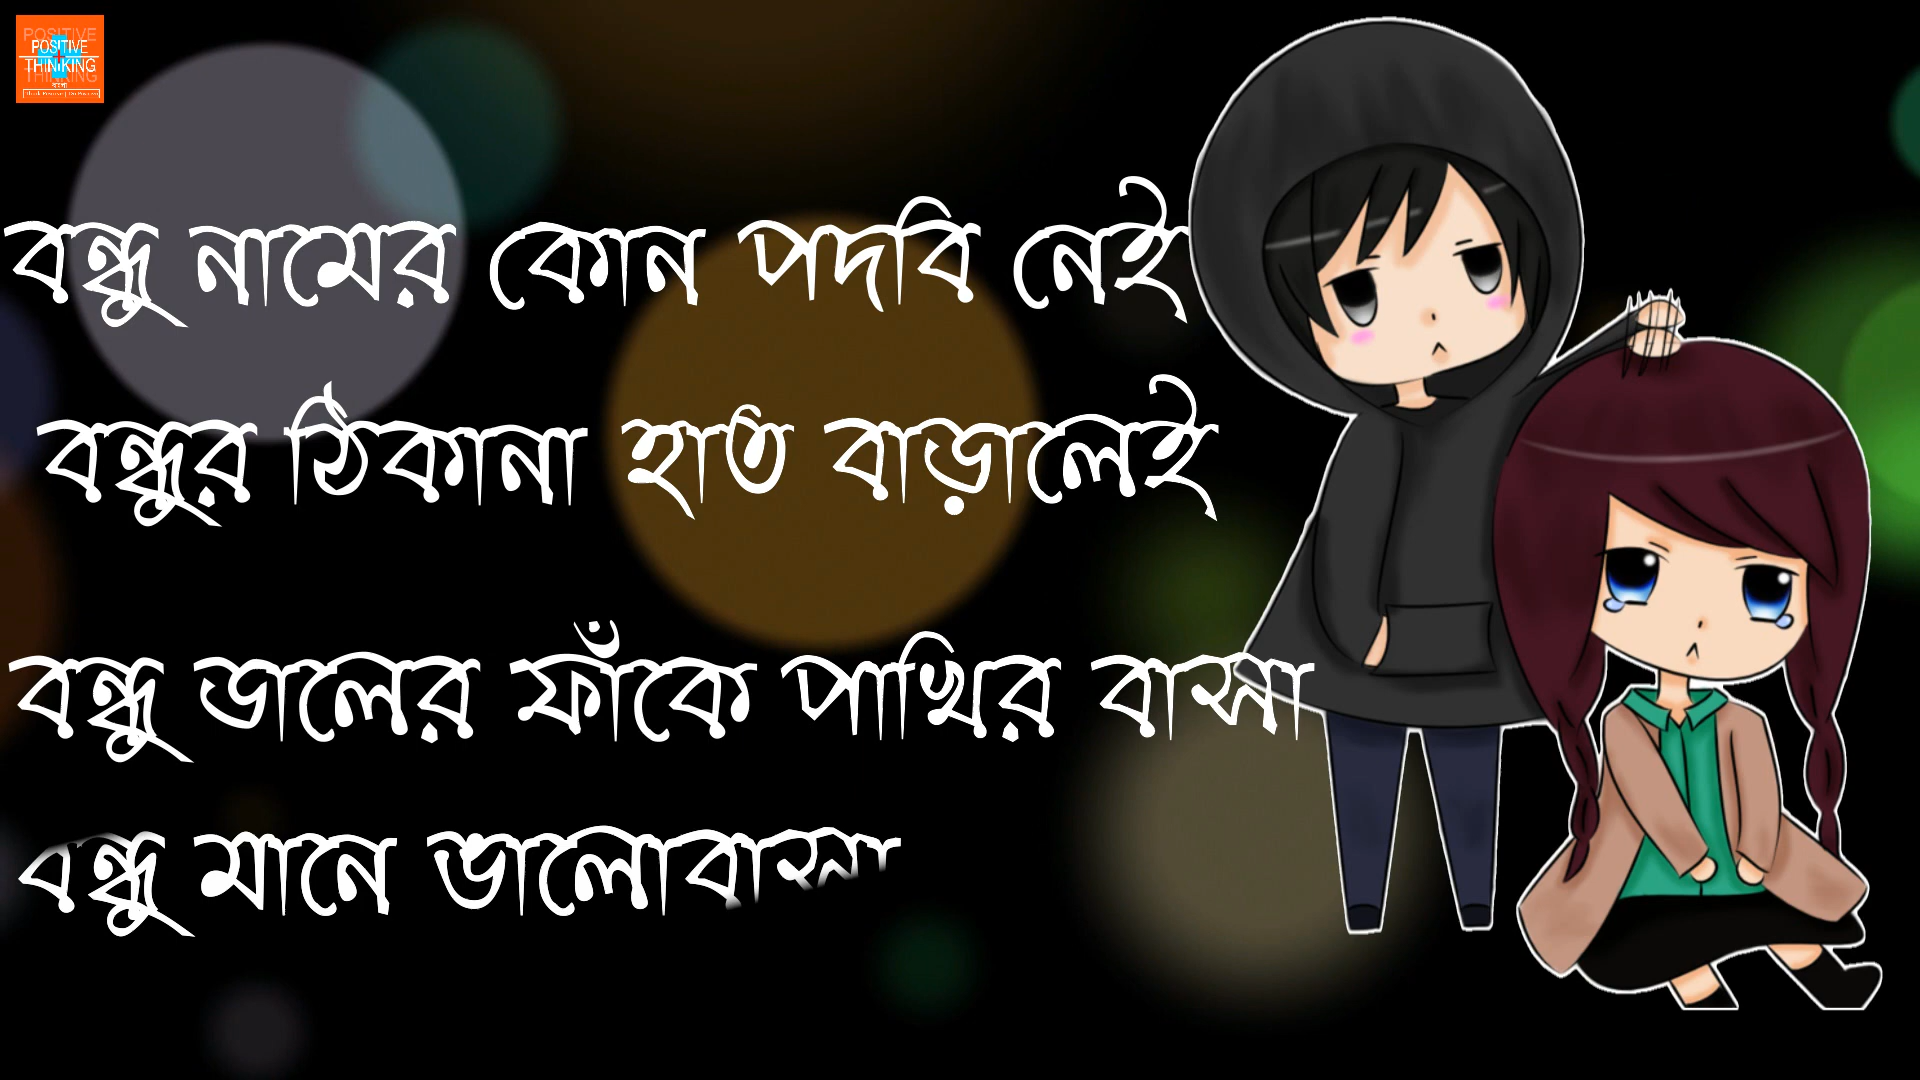 POSITIVE
THINKING
বাংলা
বন্ধু নামের কোন পদবি নেই
বন্ধুর ঠিকানা হাত বাড়ালেই
বন্ধু ডালের ফাঁকে পাখির বাসা
বন্ধু মানে ভালোবাসা